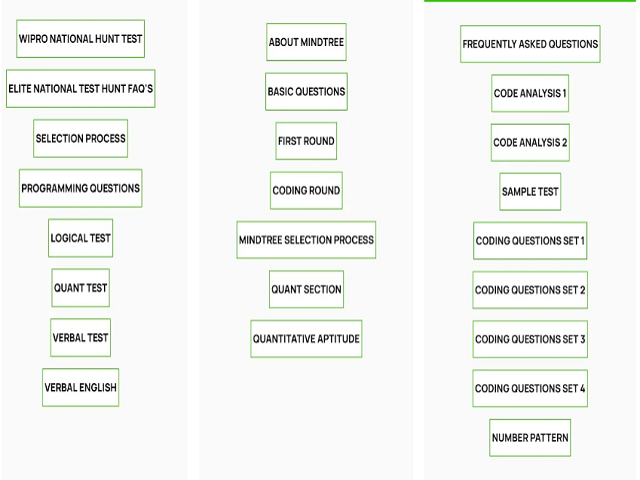 WIPRO NATIONAL HUNT TEST
ELITE NATIONAL TEST HUNT FAQ'S
SELECTION PROCESS
PROGRAMMING QUESTIONS
LOGICAL TEST
QUANT TEST
VERBAL TEST
VERBAL ENGLISH
ABOUT MINDTREE
BASIC QUESTIONS
FIRST ROUND
CODING ROUND
MINDTREE SELECTION PROCESS
QUANT SECTION
QUANTITATIVE APTITUDE
FREQUENTLY ASKED QUESTIONS
CODE ANALYSIS 1
CODE ANALYSIS 2
SAMPLE TEST
CODING QUESTIONS SET 1
CODING QUESTIONS SET 2
CODING QUESTIONS SET 3
CODING QUESTIONS SET 4
NUMBER PATTERN